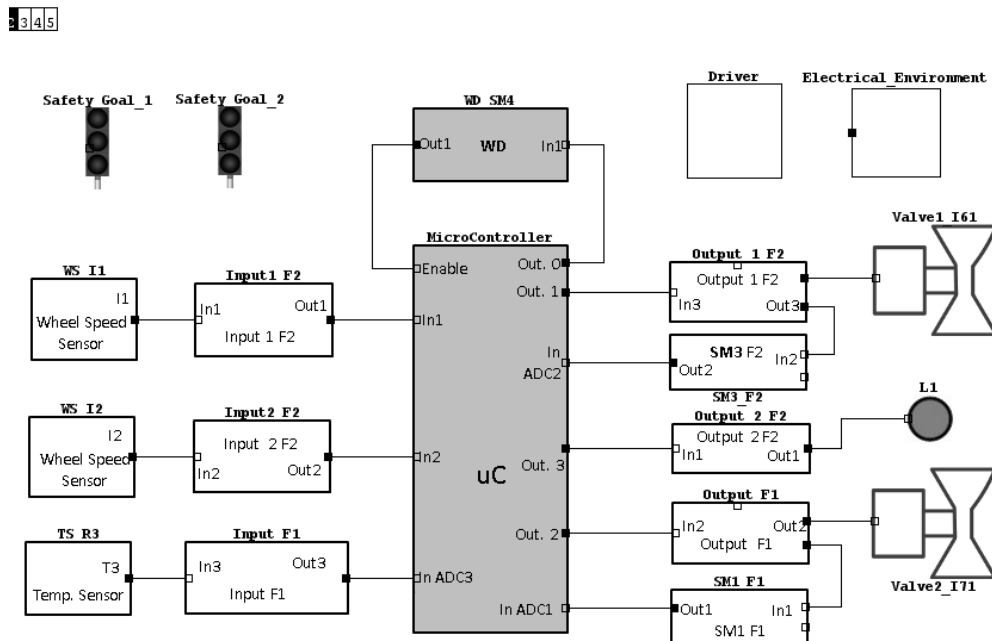 3 4 5
Safety Goal_1
Safety Goal_2
WD SM4
Out1
WD
In1
Driver
Electrical_Environment
MicroController
Enable
Out. 0
Out. 1
In1
In
ADC2
In2
Out. 3
uC
Out. 2
In ADC3
In ADC1
WS I1
I1
Wheel Speed
Sensor
Input1 F2
In1
Out1
Input 1 F2
WS I2
I2
Wheel Speed
Sensor
Input2 F2
Input 2 F2
In2
Out2
TS R3
T3
Temp. Sensor
Input F1
In3
Out3
Input F1
Output 1 F2
Output 1 F2
In3
Out3
SM3 F2
In2
Out2
SM3_F2
Output 2 F2
Output 2 F2
In1
Out1
Output F1
In2
Out2
Output F1
Out1
In1
SM1 F1
SM1 F1
Valve1 I61
L1
Valve2_I71